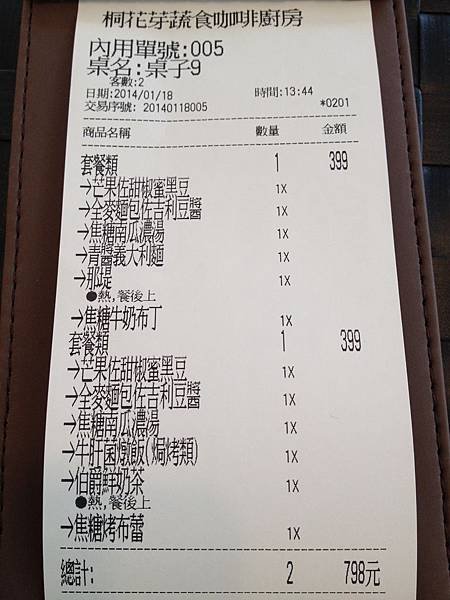 桐花芽蔬食咖啡廚房
內用單號:005
桌名:桌子9
客數:2
日期:2014/01/18 時間:13:44
交易序號: 20140118005 *0201
商品名稱 數量 金額
套餐類 1 399
→芒果佐甜椒蜜黑豆 1X
→全麥麵包佐吉利豆醬 1X
→焦糖南瓜濃湯 1X
→青醬義大利麵 1X
→那堤 1X
●熱,餐後上
→焦糖牛奶布丁 1X
套餐類 1 399
→芒果佐甜椒蜜黑豆 1X
→全麥麵包佐吉利豆醬 1X
→焦糖南瓜濃湯 1X
→牛肝菌燉飯(焗烤類) 1X
→伯爵鮮奶茶 1X
●熱,餐後上
→焦糖烤布蕾 1X
總計: 2 798元